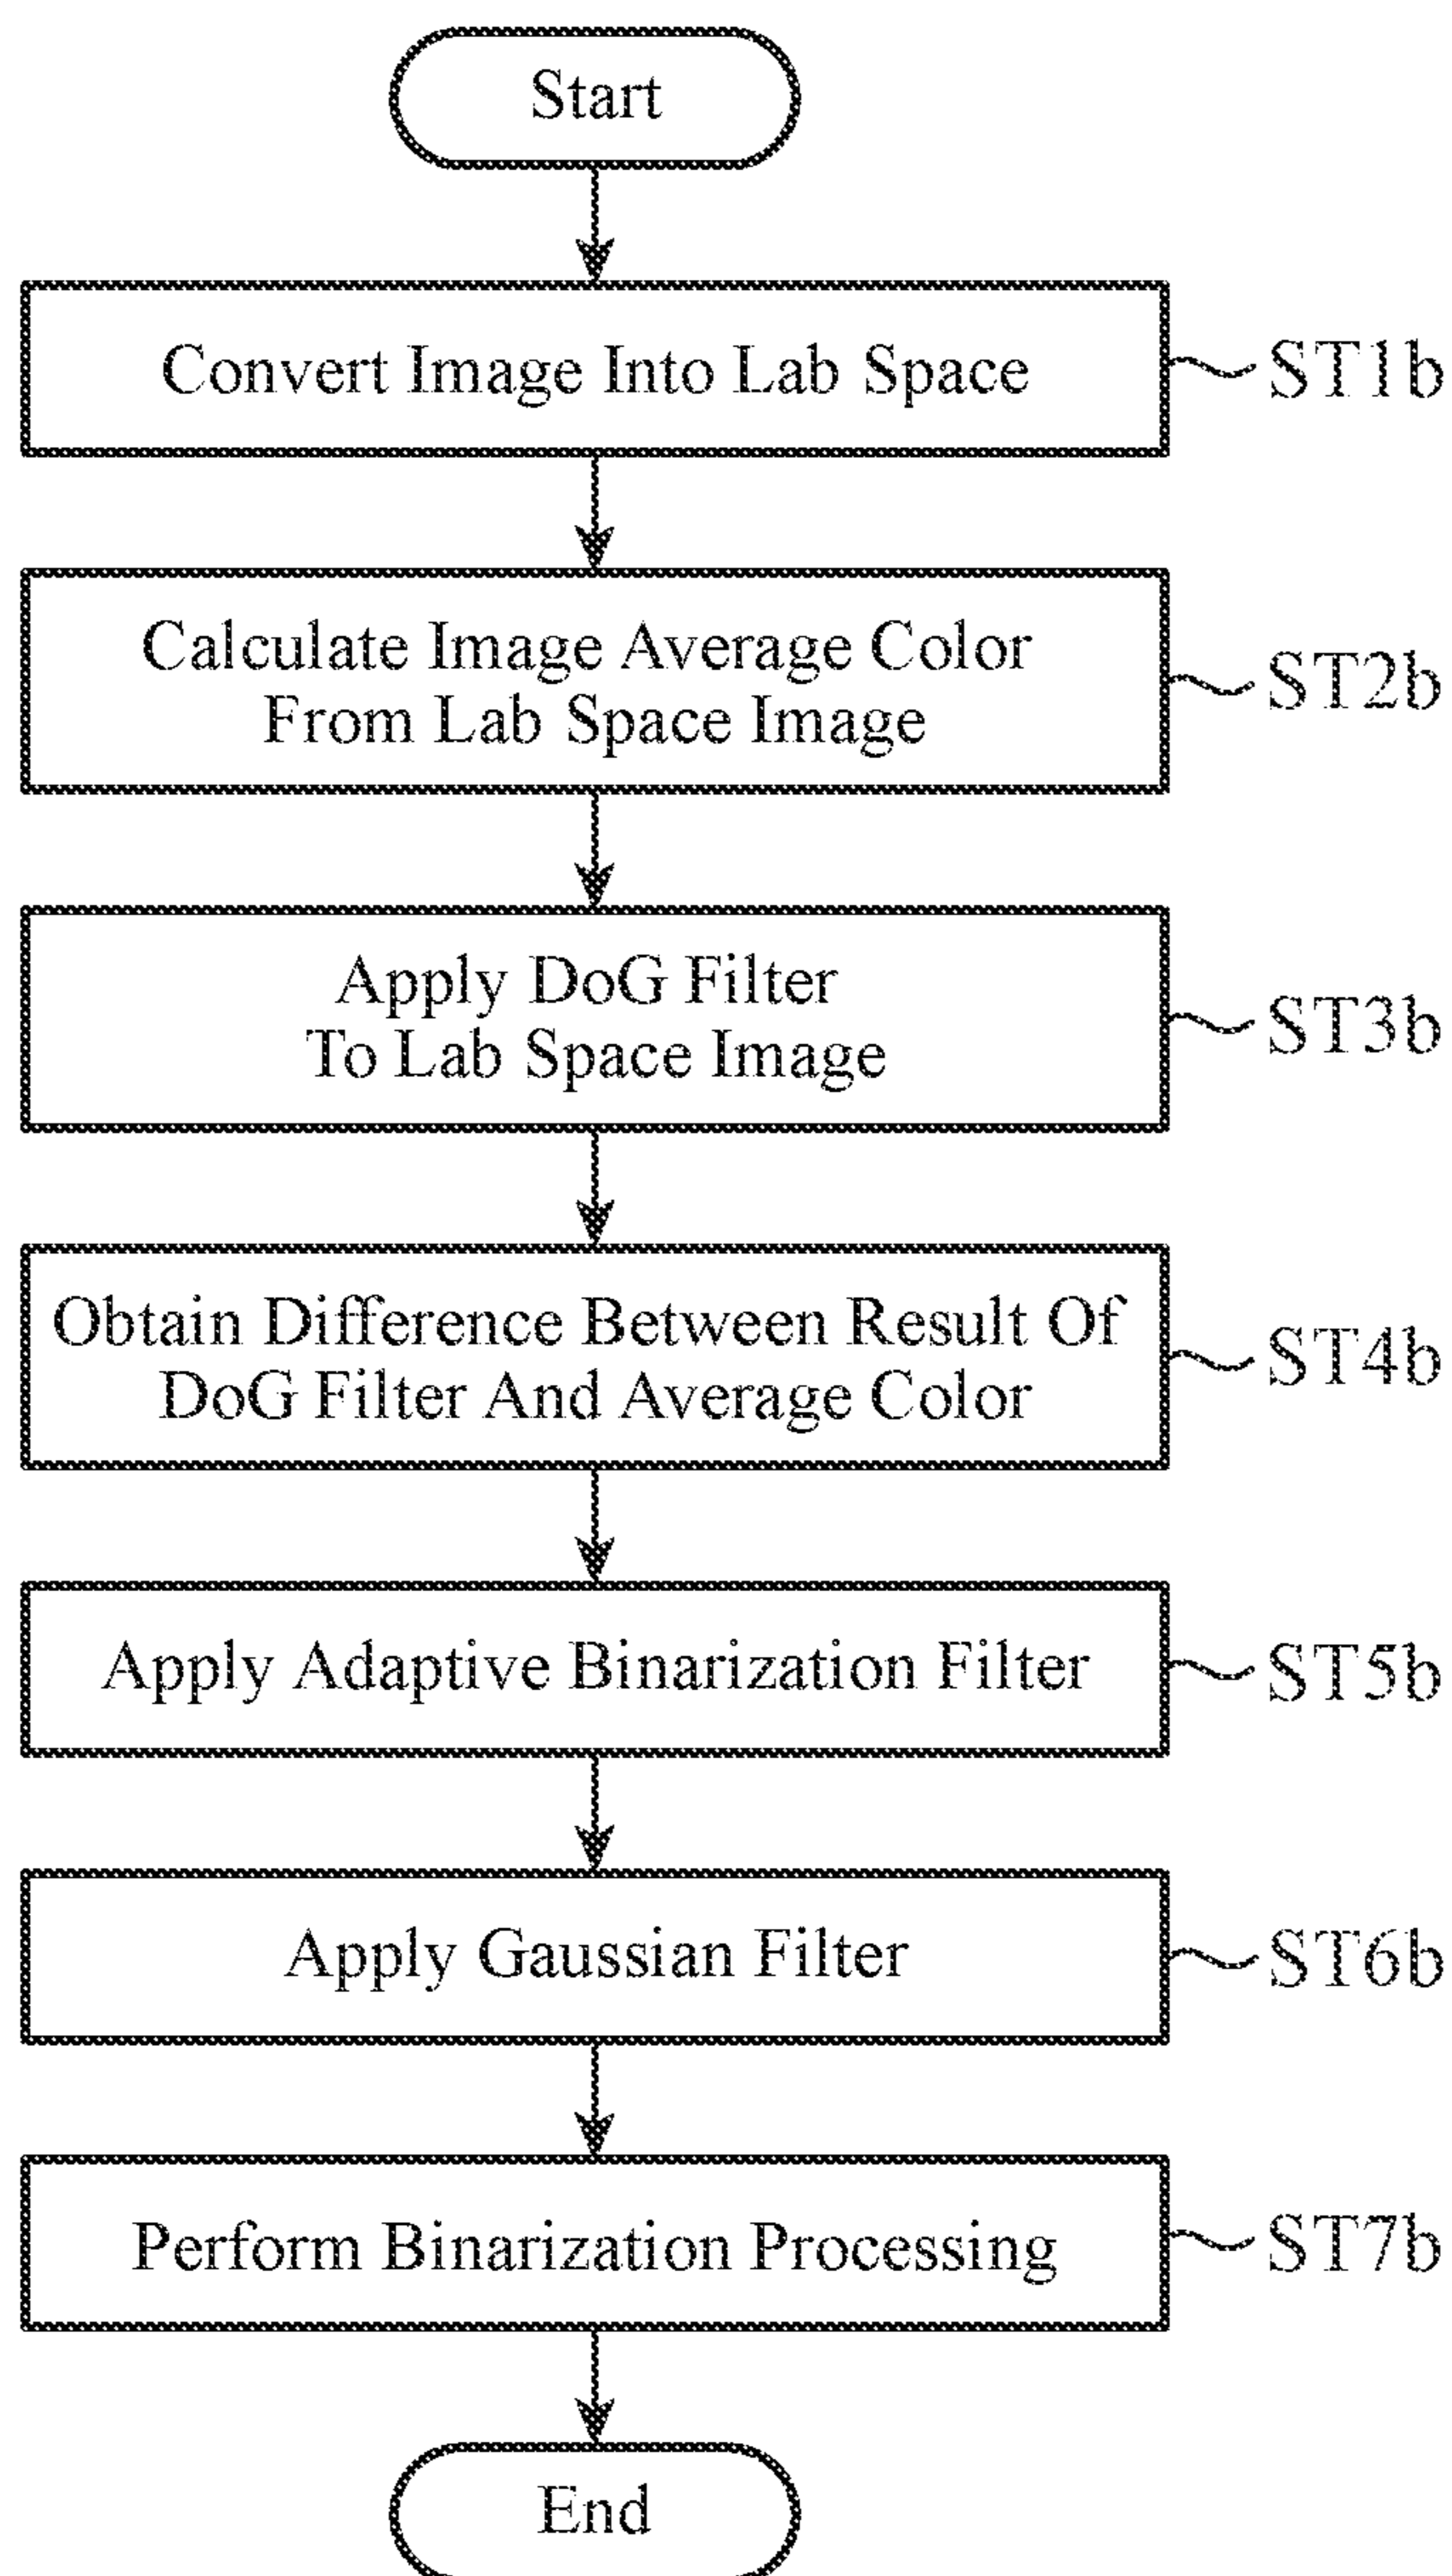 Start
Convert Image Into Lab Space
ST1b
Calculate Image Average Color
From Lab Space Image
ST2b
Apply DoG Filter
To Lab Space Image
ST3b
Obtain Difference Between Result Of
DoG Filter And Average Color
ST4b
Apply Adaptive Binarization Filter
ST5b
Apply Gaussian Filter
ST6b
Perform Binarization Processing
ST7b
End